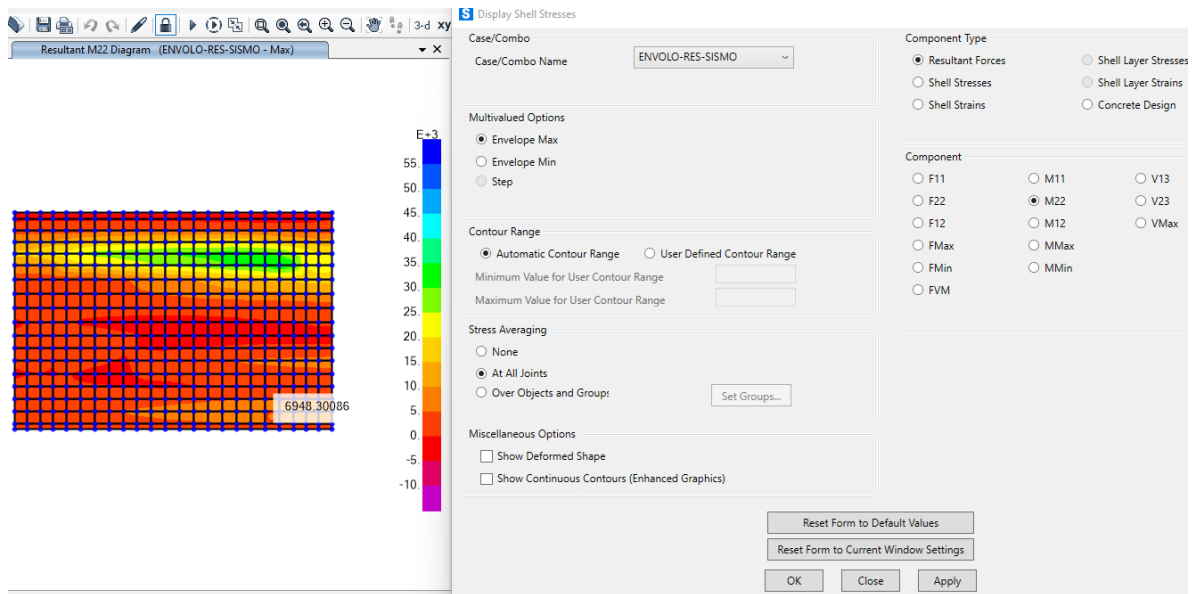 3-d xy
Resultant M22 Diagram (ENVOLO-RES-SISMO - Max)
E+3
55.
50.
45.
40.
35.
30.
25.
20.
15.
10.
5.
0.
-5.
-10.
6948.30086
S Display Shell Stresses
Case/Combo
Case/Combo Name
ENVOLO-RES-SISMO
Multivalued Options
Envelope Max
Envelope Min
Step
Contour Range
Automatic Contour Range
User Defined Contour Range
Minimum Value for User Contour Range
Maximum Value for User Contour Range
Stress Averaging
None
At All Joints
Over Objects and Groups
Set Groups...
Miscellaneous Options
Show Deformed Shape
Show Continuous Contours (Enhanced Graphics)
Component Type
Resultant Forces
Shell Layer Stresses
Shell Stresses
Shell Layer Strains
Shell Strains
Concrete Design
Component
F11
M11
V13
F22
M22
V23
F12
M12
VMax
FMax
MMax
FMin
MMin
FVM
Reset Form to Default Values
Reset Form to Current Window Settings
OK
Close
Apply